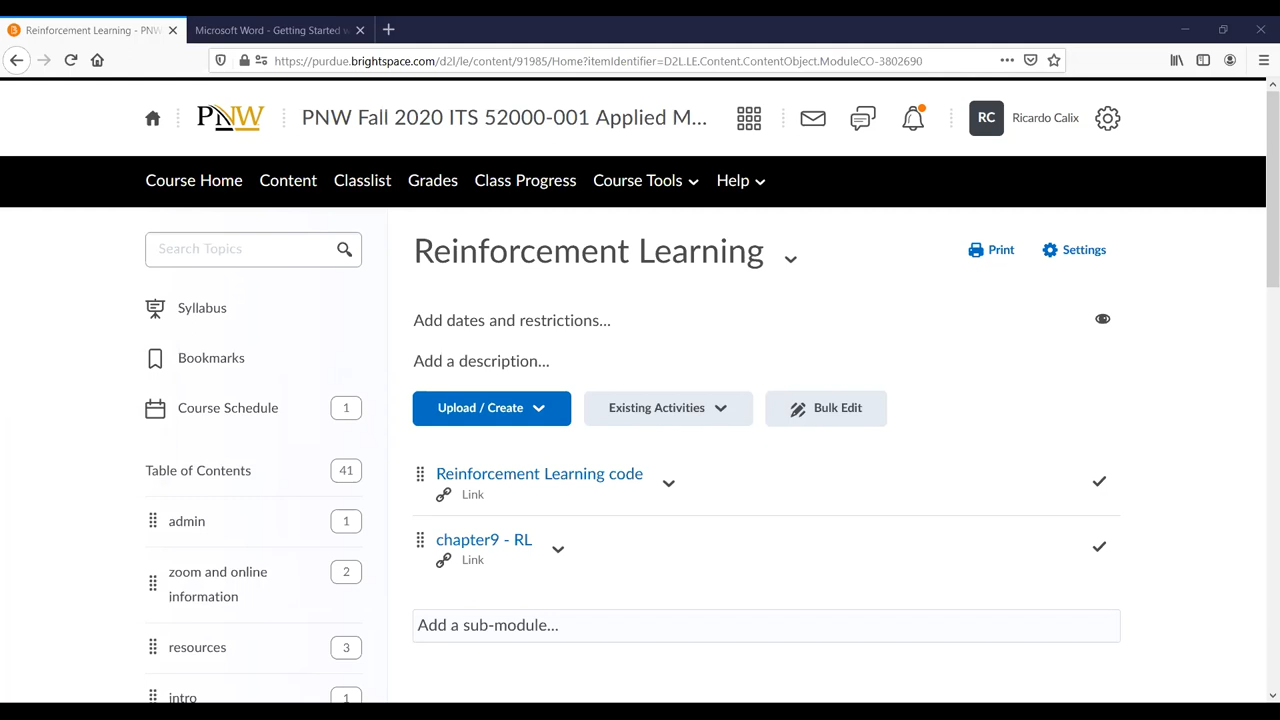 Reinforcement Learning - PNW
Microsoft Word - Getting Started w
https://purdue.brightspace.com/d2l/le/content/91985/Home?itemIdentifier=D2L.LE.Content.ContentObject.ModuleCO-3802690
PNW
PNW Fall 2020 ITS 52000-001 Applied M...
RC
Ricardo Calix
Course Home
Content
Classlist
Grades
Class Progress
Course Tools
Help
Search Topics
Syllabus
Bookmarks
Course Schedule
1
Table of Contents
41
admin
1
zoom and online
information
2
resources
3
intro
1
Reinforcement Learning
Print
Settings
Add dates and restrictions...
Add a description...
Upload / Create
Existing Activities
Bulk Edit
Reinforcement Learning code
Link
chapter9 - RL
Link
Add a sub-module...